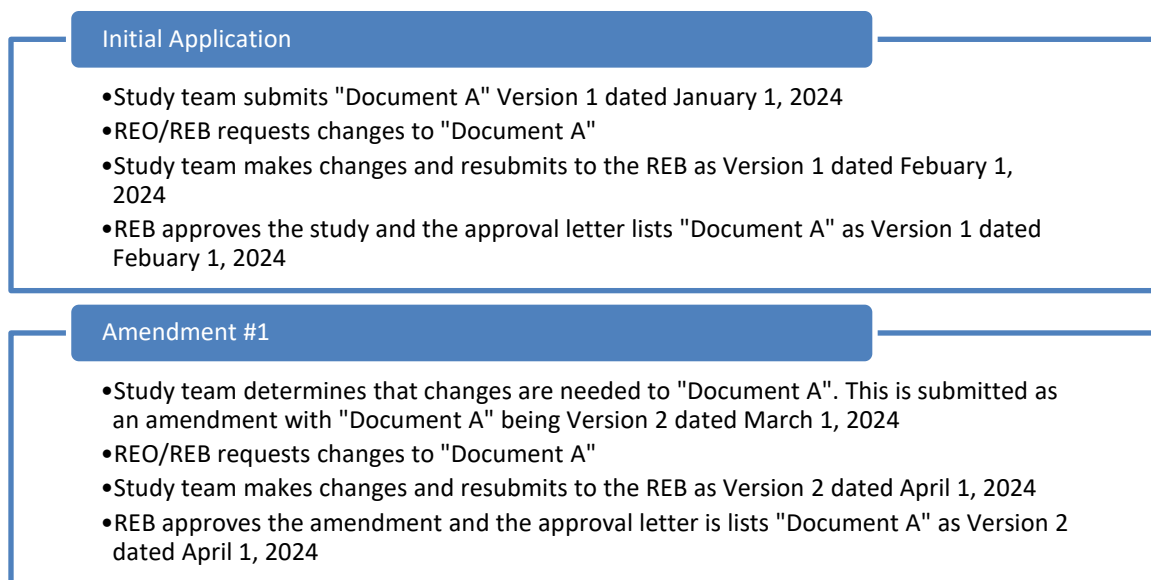 Initial Application
•Study team submits "Document A" Version 1 dated January 1, 2024
•REO/REB requests changes to "Document A"
•Study team makes changes and resubmits to the REB as Version 1 dated Febuary 1,
2024
•REB approves the study and the approval letter lists "Document A" as Version 1 dated
Febuary 1, 2024
Amendment #1
•Study team determines that changes are needed to "Document A". This is submitted as
an amendment with "Document A" being Version 2 dated March 1, 2024
•REO/REB requests changes to "Document A"
•Study team makes changes and resubmits to the REB as Version 2 dated April 1, 2024
•REB approves the amendment and the approval letter is lists "Document A" as Version 2
dated April 1, 2024